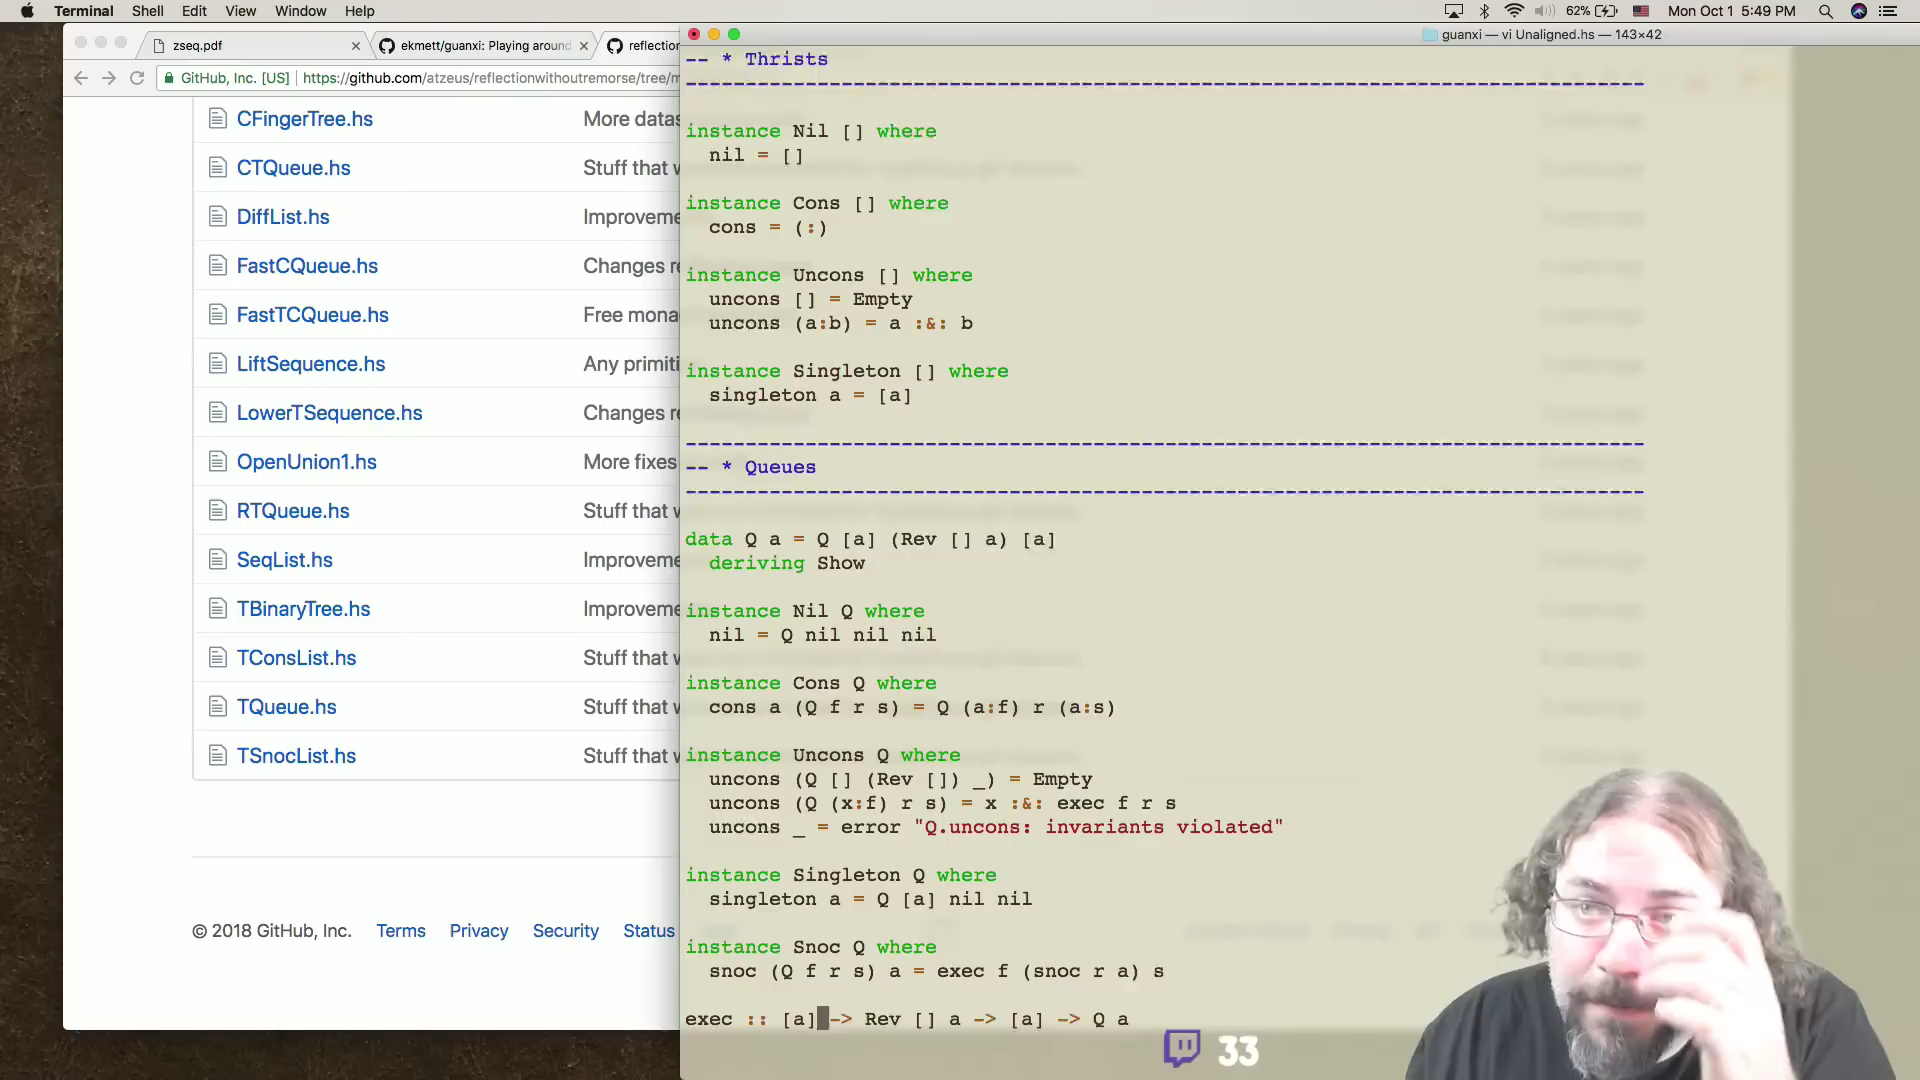 Terminal Shell Edit View Window Help
62% Mon Oct 1 5:49 PM
zseq.pdf
ekmett/guanxi: Playing around
reflection
GitHub, Inc. [US] | https://github.com/atzeus/reflectionwithoutremorse/tree/m
CFingerTree.hs More datas
CTQueue.hs Stuff that w
DiffList.hs Improveme
FastCQueue.hs Changes re
FastTCQueue.hs Free mona
LiftSequence.hs Any primiti
LowerTSequence.hs Changes re
OpenUnion1.hs More fixes
RTQueue.hs Stuff that w
SeqList.hs Improveme
TBinaryTree.hs Improveme
TConsList.hs Stuff that w
TQueue.hs Stuff that w
TSnocList.hs Stuff that w
© 2018 GitHub, Inc. Terms Privacy Security Status
guanxi — vi Unaligned.hs — 143×42
-- * Thrists
--------------------------------------------------------------------------------
instance Nil [] where
nil = []
instance Cons [] where
cons = (:)
instance Uncons [] where
uncons [] = Empty
uncons (a:b) = a :&: b
instance Singleton [] where
singleton a = [a]
--------------------------------------------------------------------------------
-- * Queues
--------------------------------------------------------------------------------
data Q a = Q [a] (Rev [] a) [a]
deriving Show
instance Nil Q where
nil = Q nil nil nil
instance Cons Q where
cons a (Q f r s) = Q (a:f) r (a:s)
instance Uncons Q where
uncons (Q [] (Rev []) _) = Empty
uncons (Q (x:f) r s) = x :&: exec f r s
uncons _ = error "Q.uncons: invariants violated"
instance Singleton Q where
singleton a = Q [a] nil nil
instance Snoc Q where
snoc (Q f r s) a = exec f (snoc r a) s
exec :: [a] -> Rev [] a -> [a] -> Q a
33